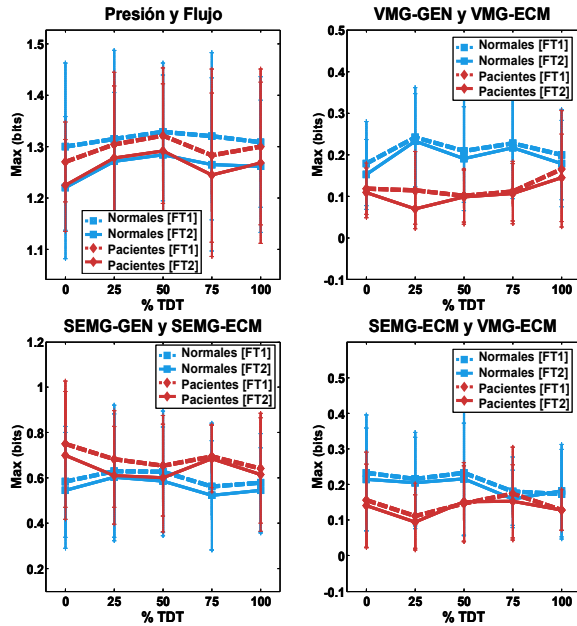 Presión y Flujo
Max (bits)
1.5
1.4
1.3
1.2
1.1
Normales [FT1]
Normales [FT2]
Pacientes [FT1]
Pacientes [FT2]
0 25 50 75 100
% TDT
VMG-GEN y VMG-ECM
Max (bits)
0.5
0.4
0.3
0.2
0.1
0
-0.1
Normales [FT1]
Normales [FT2]
Pacientes [FT1]
Pacientes [FT2]
0 25 50 75 100
% TDT
SEMG-GEN y SEMG-ECM
Max (bits)
1.2
1
0.8
0.6
0.4
0.2
Normales [FT1]
Normales [FT2]
Pacientes [FT1]
Pacientes [FT2]
0 25 50 75 100
% TDT
SEMG-ECM y VMG-ECM
Max (bits)
0.5
0.4
0.3
0.2
0.1
0
-0.1
Normales [FT1]
Normales [FT2]
Pacientes [FT1]
Pacientes [FT2]
0 25 50 75 100
% TDT